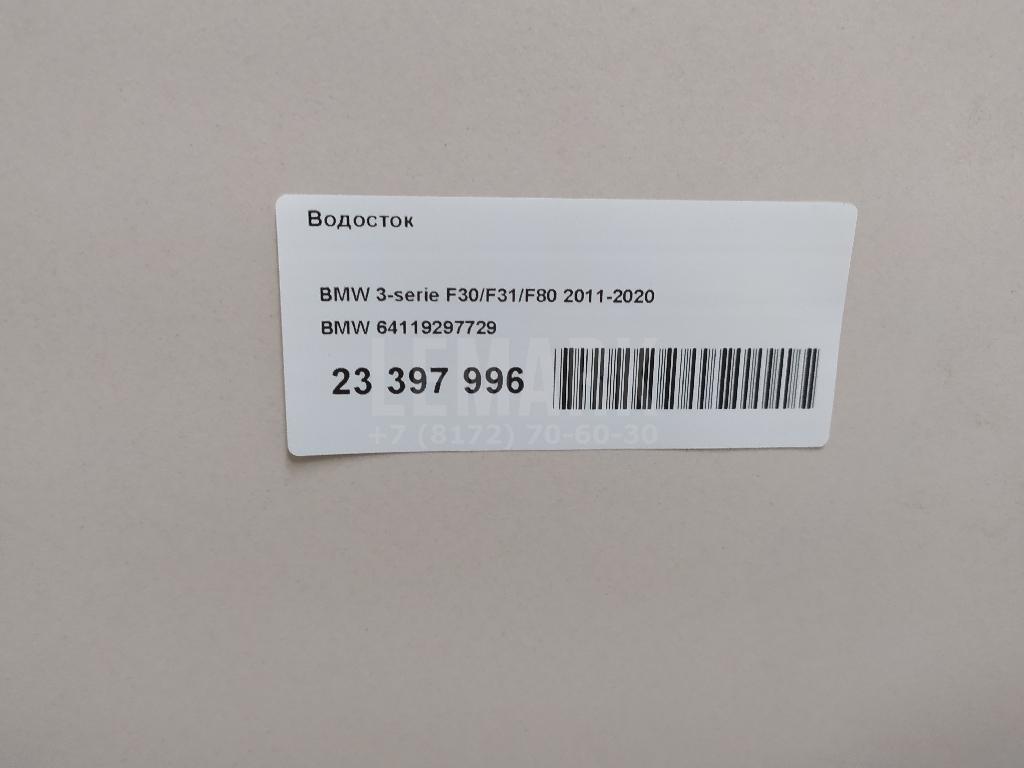 Водосток
BMW 3-serie F30/F31/F80 2011-2020
BMW 64119297729
23 397 996
LEMARK
+7 (8172) 70-60-30